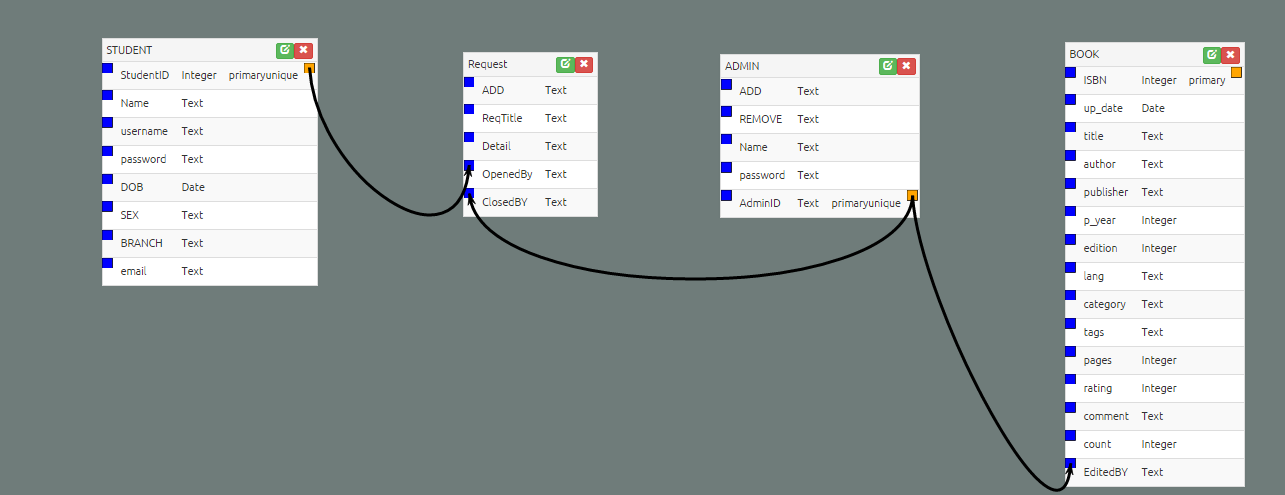 STUDENT
StudentID Integer primaryunique
Name Text
username Text
password Text
DOB Date
SEX Text
BRANCH Text
email Text
Request
ADD Text
ReqTitle Text
Detail Text
OpenedBy Text
ClosedBY Text
ADMIN
ADD Text
REMOVE Text
Name Text
password Text
AdminID Text primaryunique
BOOK
ISBN Integer primary
up_date Date
title Text
author Text
publisher Text
p_year Integer
edition Integer
lang Text
category Text
tags Text
pages Integer
rating Integer
comment Text
count Integer
EditedBY Text